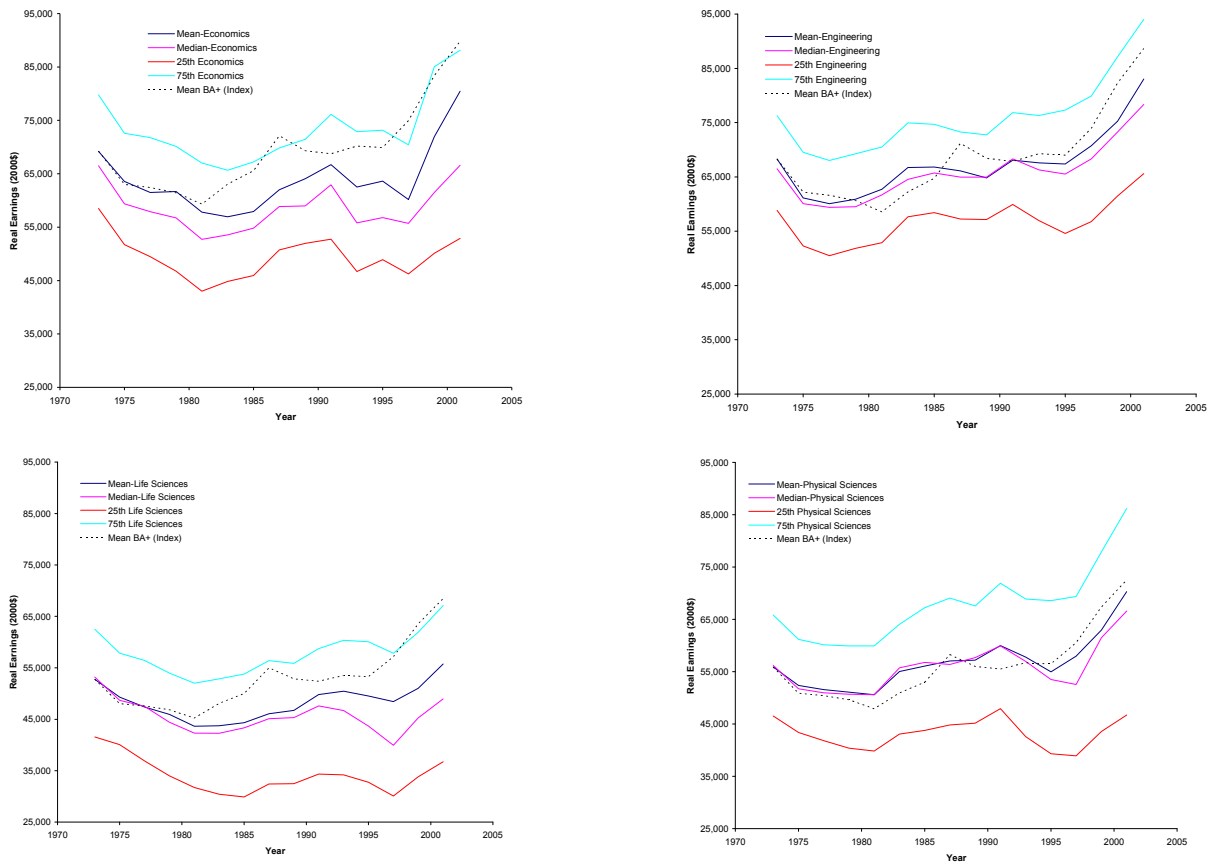 95,000
85,000
75,000
65,000
55,000
45,000
35,000
25,000
Real Earnings (2000$)
Mean-Economics
Median-Economics
25th Economics
75th Economics
Mean BA+ (Index)
1970 1975 1980 1985 1990 1995 2000 2005
Year
95,000
85,000
75,000
65,000
55,000
45,000
35,000
25,000
Real Earnings (2000$)
Mean-Engineering
Median-Engineering
25th Engineering
75th Engineering
Mean BA+ (Index)
1970 1975 1980 1985 1990 1995 2000 2005
Year
95,000
85,000
75,000
65,000
55,000
45,000
35,000
25,000
Real Earnings (2000$)
Mean-Life Sciences
Median-Life Sciences
25th Life Sciences
75th Life Sciences
Mean BA+ (Index)
1970 1975 1980 1985 1990 1995 2000 2005
Year
95,000
85,000
75,000
65,000
55,000
45,000
35,000
25,000
Real Earnings (2000$)
Mean-Physical Sciences
Median-Physical Sciences
25th Physical Sciences
75th Physical Sciences
Mean BA+ (Index)
1970 1975 1980 1985 1990 1995 2000 2005
Year